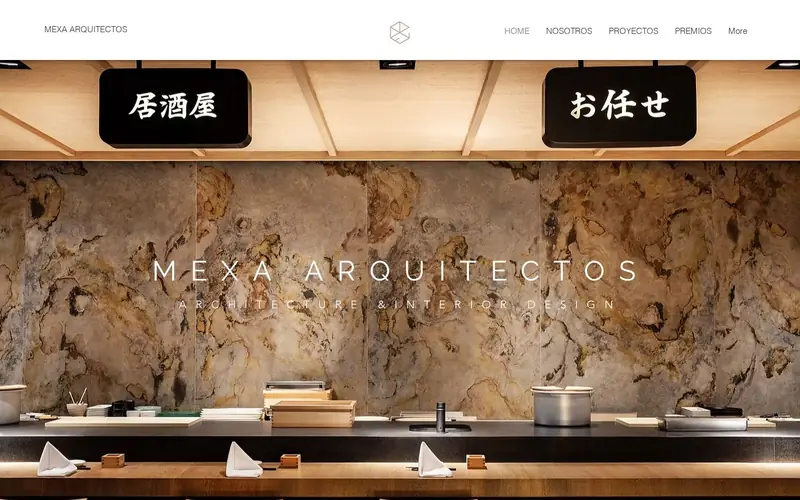 MEXA ARQUITECTOS
HOME NOSOTROS PROYECTOS PREMIOS More
居酒屋
お任せ
MEXA ARQUITECTOS
ARCHITECTURE & INTERIOR DESIGN